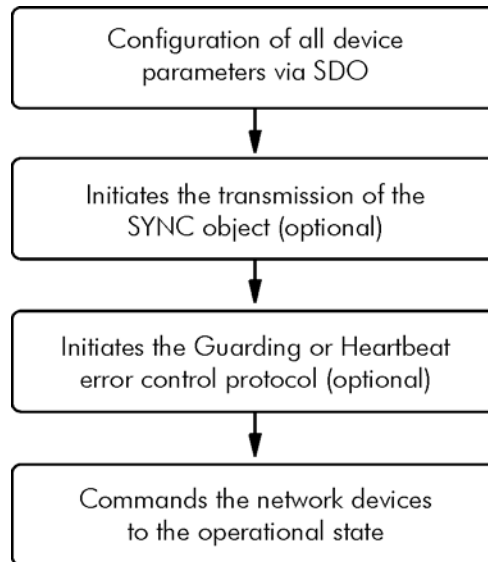 Configuration of all device
parameters via SDO
Initiates the transmission of the
SYNC object (optional)
Initiates the Guarding or Heartbeat
error control protocol (optional)
Commands the network devices
to the operational state